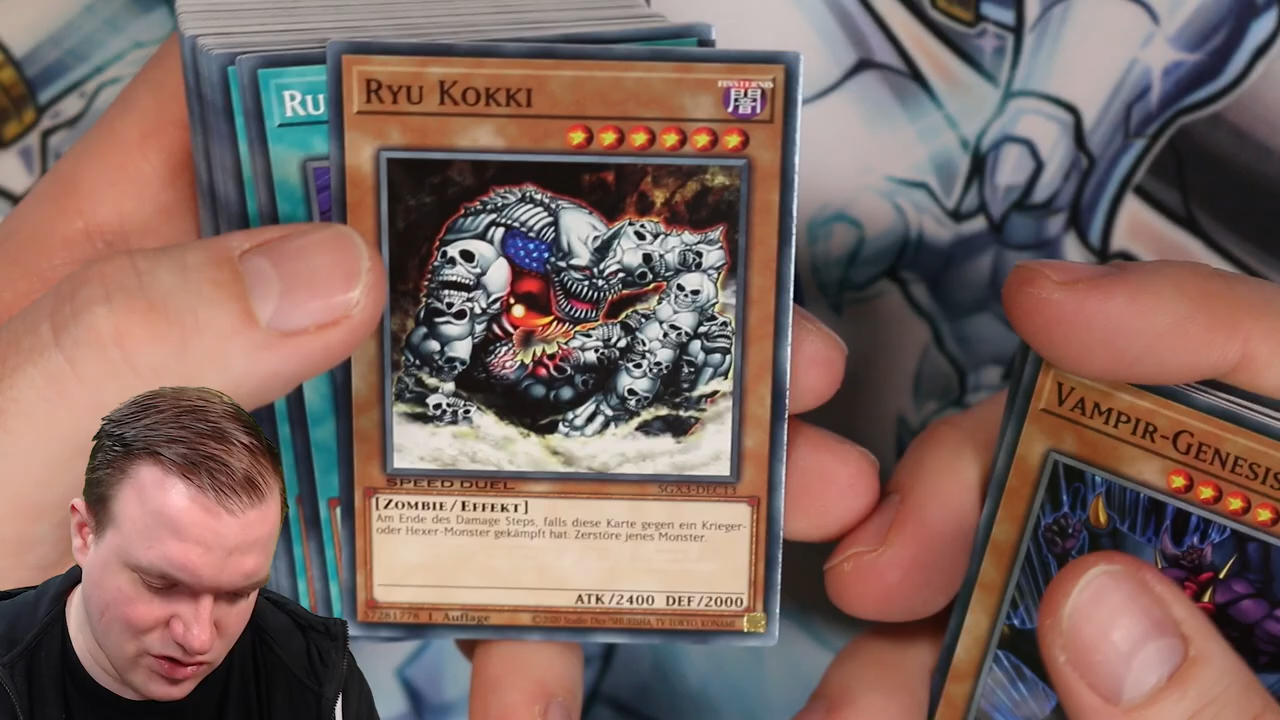 RU
RYU KOKKI
FINSTERNIS
闇
SPEED DUEL
SGX3-DEC13
[ZOMBIE/EFFEKT]
Am Ende des Damage Steps, falls diese Karte gegen ein Krieger-
oder Hexer-Monster gekämpft hat: Zerstöre jenes Monster.
ATK/2400 DEF/2000
57281778 1. Auflage
©2020 Studio Dice/SHUEISHA, TV TOKYO, KONAMI
VAMPIR-GENESIS